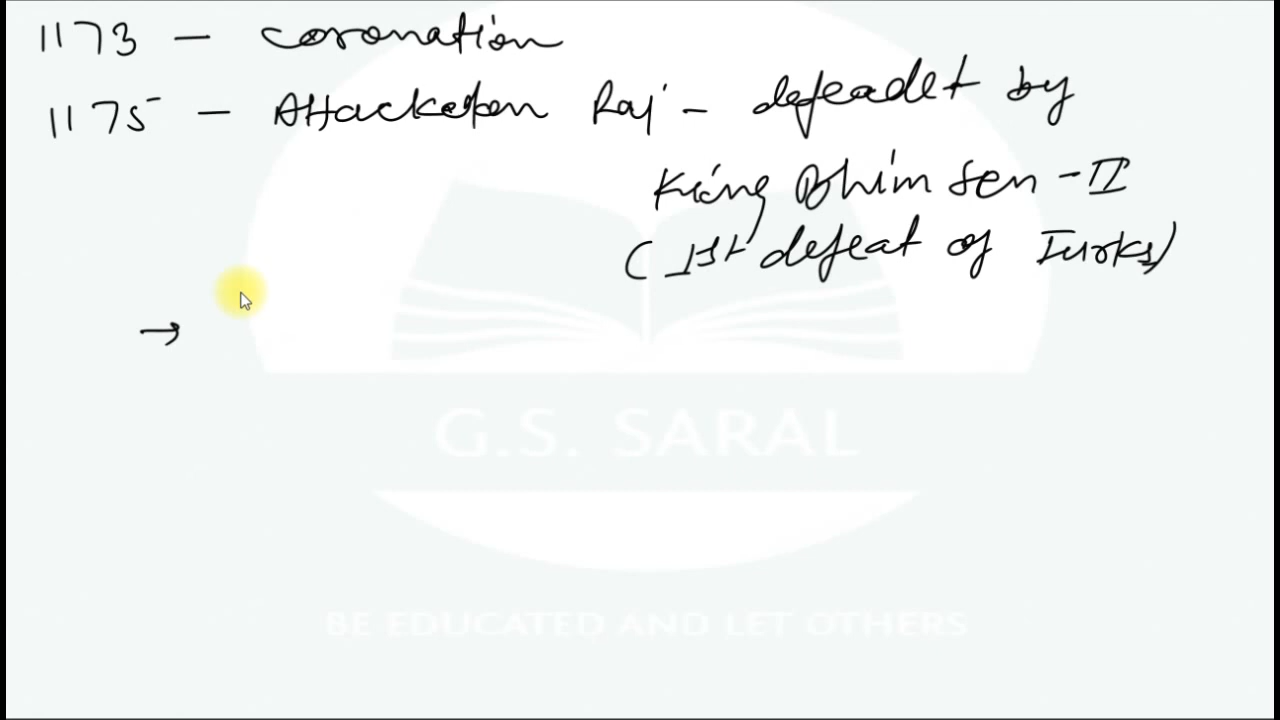 1173 - coronation
1175 - Attacked on Raj - defeadet by
King Bhim sen - II
(1st defeat of Turks)
→
G.S. SARAL
BE EDUCATED AND LET OTHERS